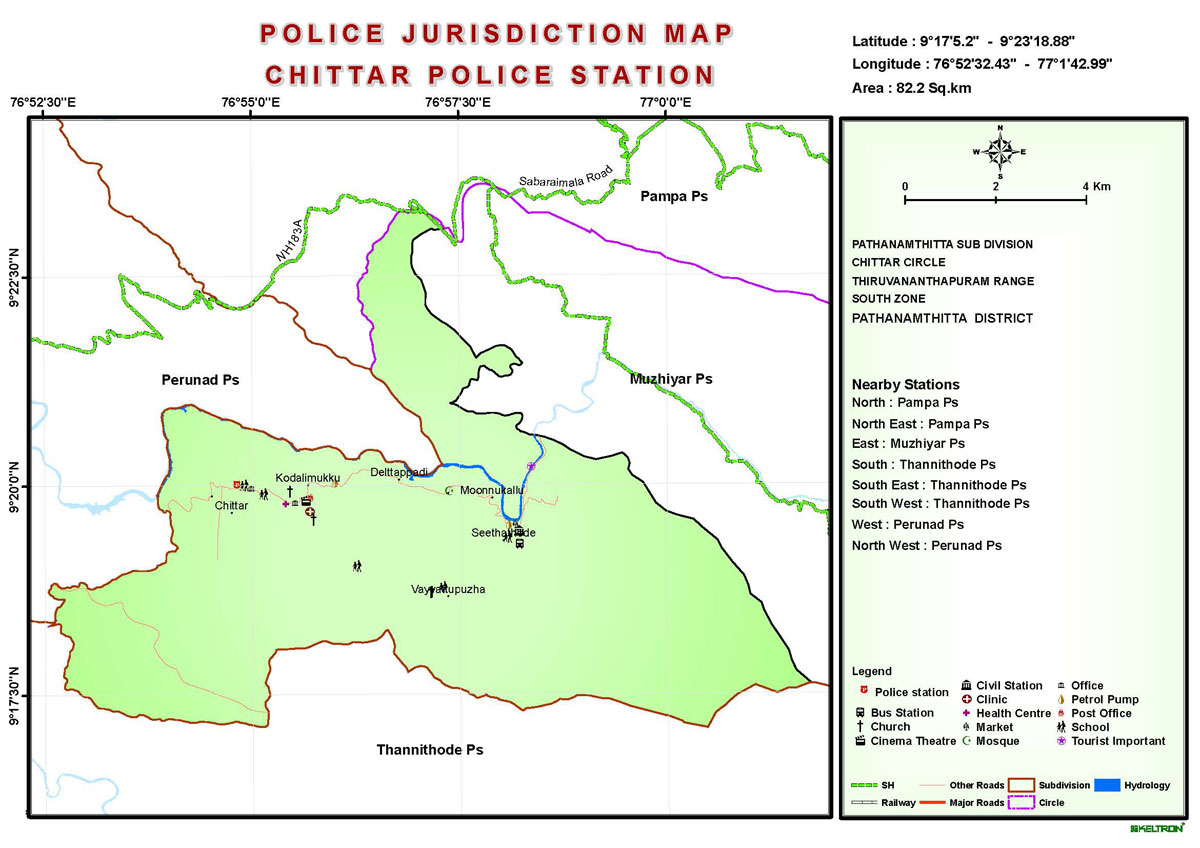 POLICE JURISDICTION MAP
CHITTAR POLICE STATION
Latitude : 9°17'5.2" - 9°23'18.88"
Longitude : 76°52'32.43" - 77°1'42.99"
Area : 82.2 Sq.km
76°52'30"E
76°55'0"E
76°57'30"E
77°0'0"E
9°22'30"N
9°20'0"N
9°17'30"N
Sabaraimala Road
Pampa Ps
NH183A
Perunad Ps
Muzhiyar Ps
Kodalimukku
Delttappadi
Moonnukallu
Chittar
Seethathode
Vayyattupuzha
Thannithode Ps
N
W
E
S
0
2
4 Km
PATHANAMTHITTA SUB DIVISION
CHITTAR CIRCLE
THIRUVANANTHAPURAM RANGE
SOUTH ZONE
PATHANAMTHITTA DISTRICT
Nearby Stations
North : Pampa Ps
North East : Pampa Ps
East : Muzhiyar Ps
South : Thannithode Ps
South East : Thannithode Ps
South West : Thannithode Ps
West : Perunad Ps
North West : Perunad Ps
Legend
Police station
Bus Station
Church
Cinema Theatre
Civil Station
Clinic
Health Centre
Market
Mosque
Office
Petrol Pump
Post Office
School
Tourist Important
SH
Other Roads
Subdivision
Hydrology
Railway
Major Roads
Circle
KELTRON